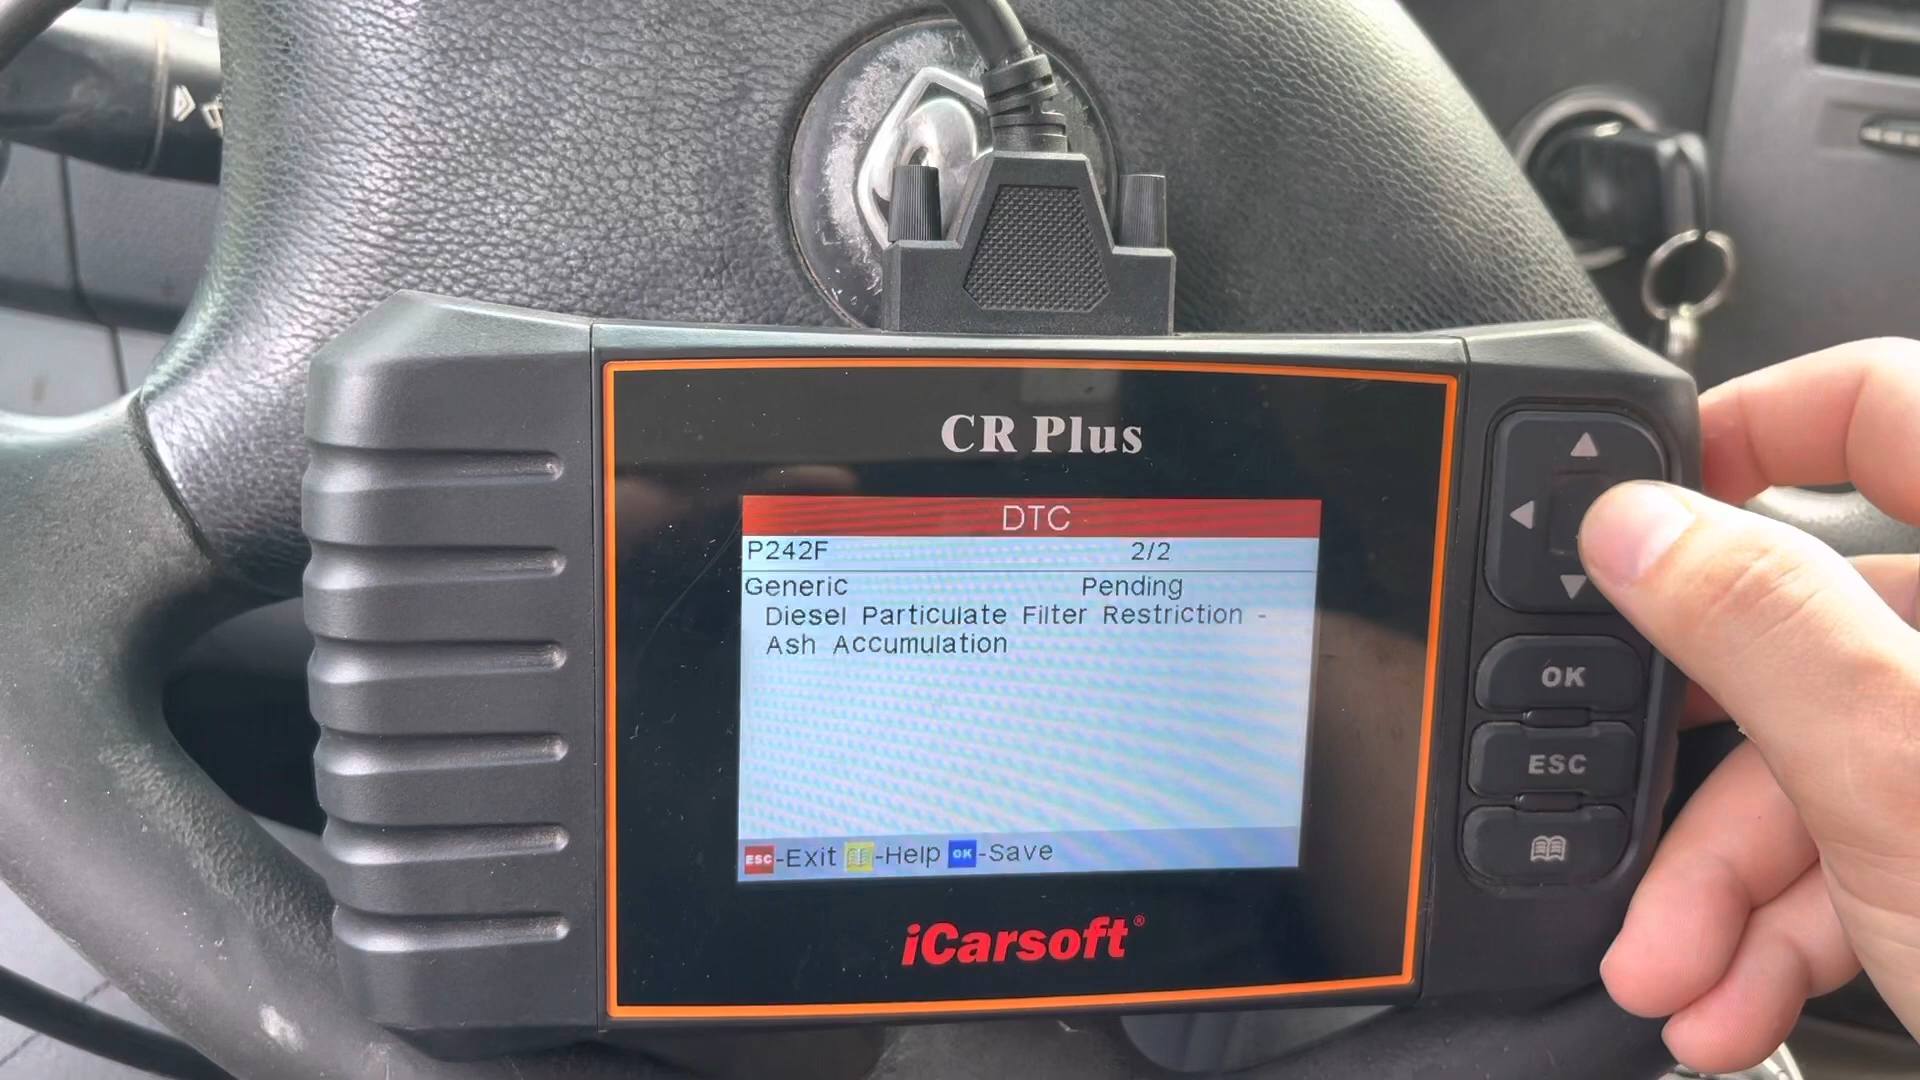 CR Plus
DTC
P242F 2/2
Generic Pending
Diesel Particulate Filter Restriction -
Ash Accumulation
ESC-Exit -Help OK-Save
iCarsoft®
OK
ESC